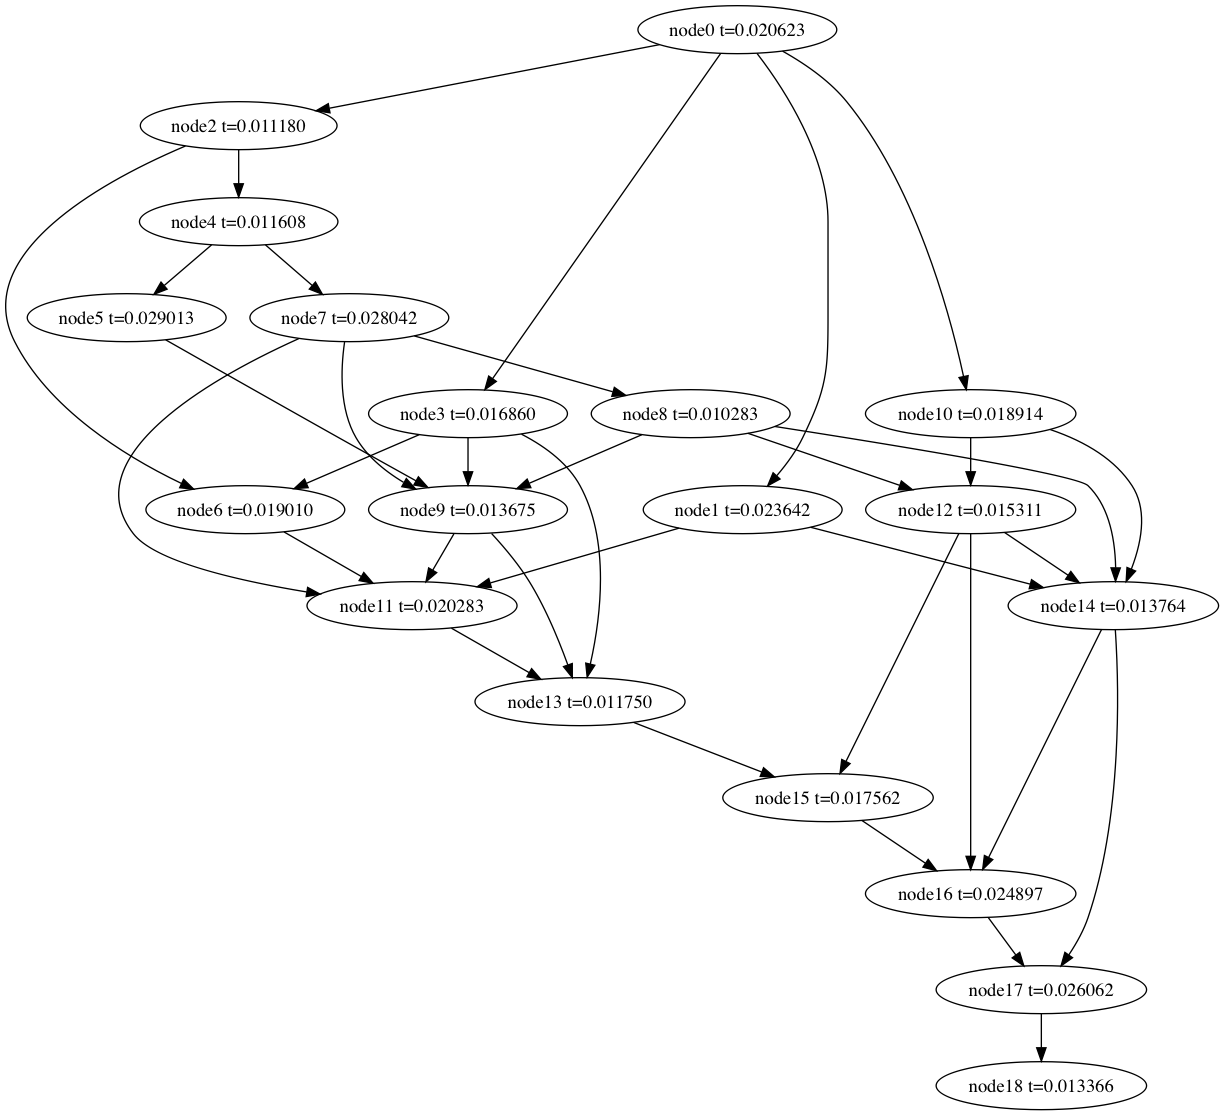 node0 t=0.020623
node2 t=0.011180
node4 t=0.011608
node5 t=0.029013
node7 t=0.028042
node3 t=0.016860
node8 t=0.010283
node10 t=0.018914
node6 t=0.019010
node9 t=0.013675
node1 t=0.023642
node12 t=0.015311
node11 t=0.020283
node14 t=0.013764
node13 t=0.011750
node15 t=0.017562
node16 t=0.024897
node17 t=0.026062
node18 t=0.013366